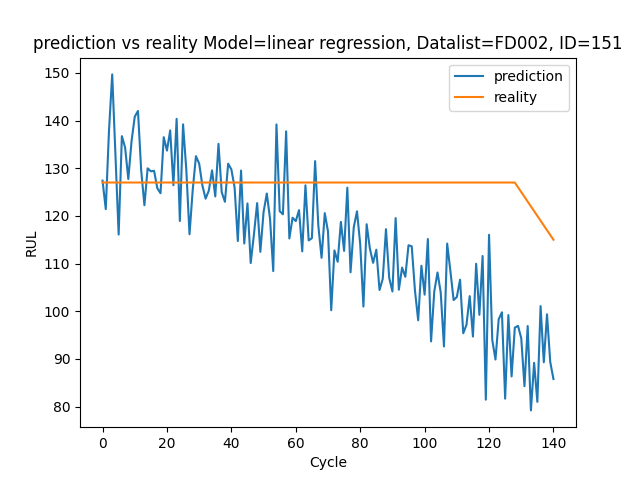 prediction vs reality Model=linear regression, Datalist=FD002, ID=151
prediction
reality
150
140
130
120
110
100
90
80
RUL
0 20 40 60 80 100 120 140
Cycle